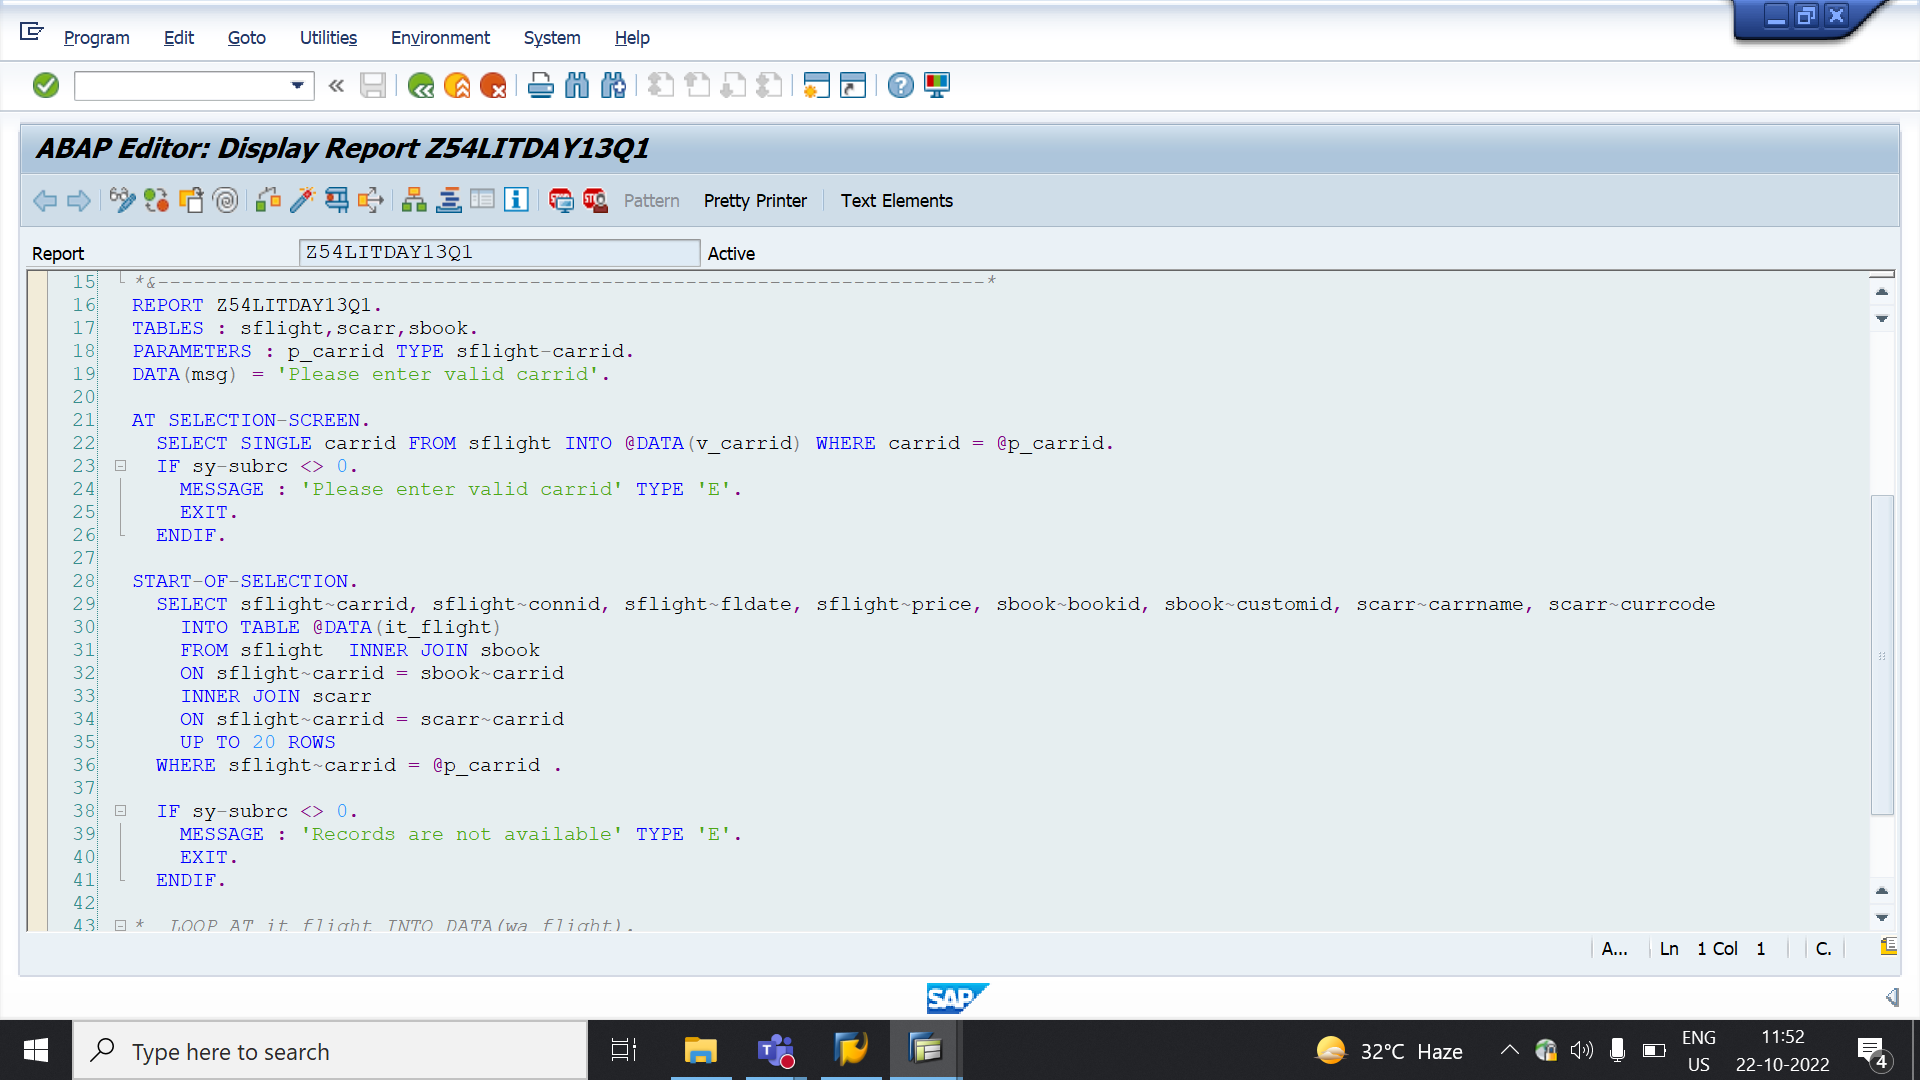 Program Edit Goto Utilities Environment System Help
ABAP Editor: Display Report Z54LITDAY13Q1
Pattern Pretty Printer Text Elements
Report Z54LITDAY13Q1 Active
15 *&---------------------------------------------------------------------*
16 REPORT Z54LITDAY13Q1.
17 TABLES : sflight,scarr,sbook.
18 PARAMETERS : p_carrid TYPE sflight-carrid.
19 DATA(msg) = 'Please enter valid carrid'.
20
21 AT SELECTION-SCREEN.
22 SELECT SINGLE carrid FROM sflight INTO @DATA(v_carrid) WHERE carrid = @p_carrid.
23 IF sy-subrc <> 0.
24 MESSAGE : 'Please enter valid carrid' TYPE 'E'.
25 EXIT.
26 ENDIF.
27
28 START-OF-SELECTION.
29 SELECT sflight~carrid, sflight~connid, sflight~fldate, sflight~price, sbook~bookid, sbook~customid, scarr~carrname, scarr~currcode
30 INTO TABLE @DATA(it_flight)
31 FROM sflight INNER JOIN sbook
32 ON sflight~carrid = sbook~carrid
33 INNER JOIN scarr
34 ON sflight~carrid = scarr~carrid
35 UP TO 20 ROWS
36 WHERE sflight~carrid = @p_carrid .
37
38 IF sy-subrc <> 0.
39 MESSAGE : 'Records are not available' TYPE 'E'.
40 EXIT.
41 ENDIF.
42
43 * LOOP AT it_flight INTO DATA(wa_flight).
A... Ln 1 Col 1 C.
SAP
Type here to search
32°C Haze
ENG
US
11:52
22-10-2022
4